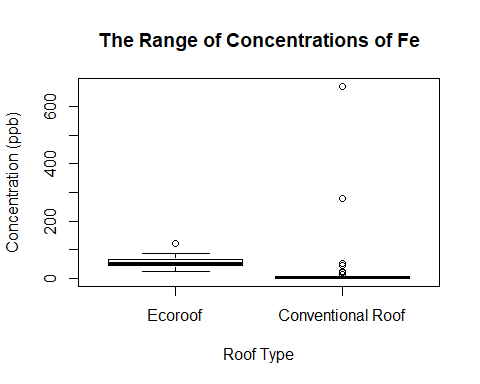 The Range of Concentrations of Fe
Concentration (ppb)
600
400
200
0
Ecoroof
Conventional Roof
Roof Type